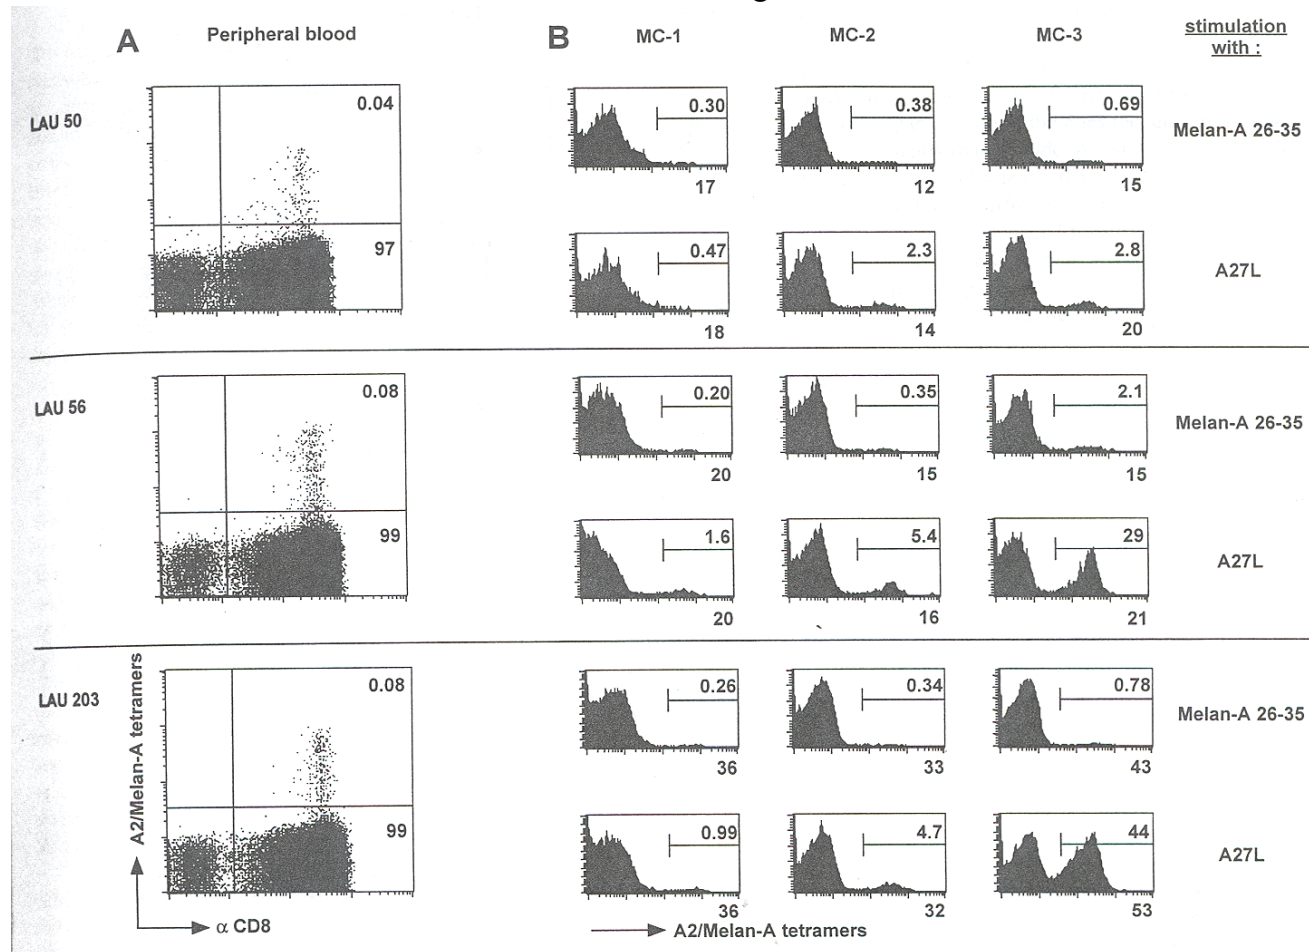 A Peripheral blood B MC-1 MC-2 MC-3 stimulation
with :
LAU 50
0.04
97
0.30 0.38 0.69 Melan-A 26-35
17 12 15
0.47 2.3 2.8 A27L
18 14 20
LAU 56
0.08
99
0.20 0.35 2.1 Melan-A 26-35
20 15 15
1.6 5.4 29 A27L
20 16 21
LAU 203
0.08
99
0.26 0.34 0.78 Melan-A 26-35
36 33 43
0.99 4.7 44 A27L
36 32 53
A2/Melan-A tetramers
α CD8
A2/Melan-A tetramers